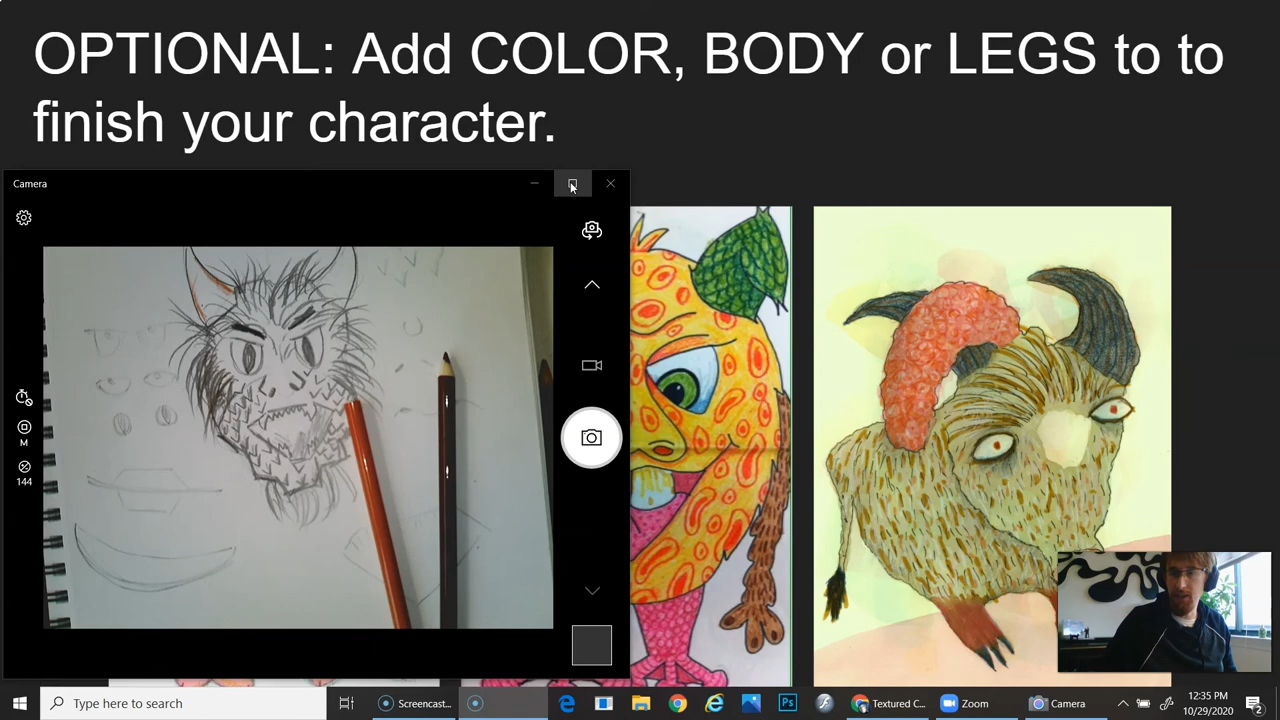 OPTIONAL: Add COLOR, BODY or LEGS to to
finish your character.
Camera
M
144
Type here to search
Screencast...
Textured C...
Zoom
Camera
12:35 PM
10/29/2020
2